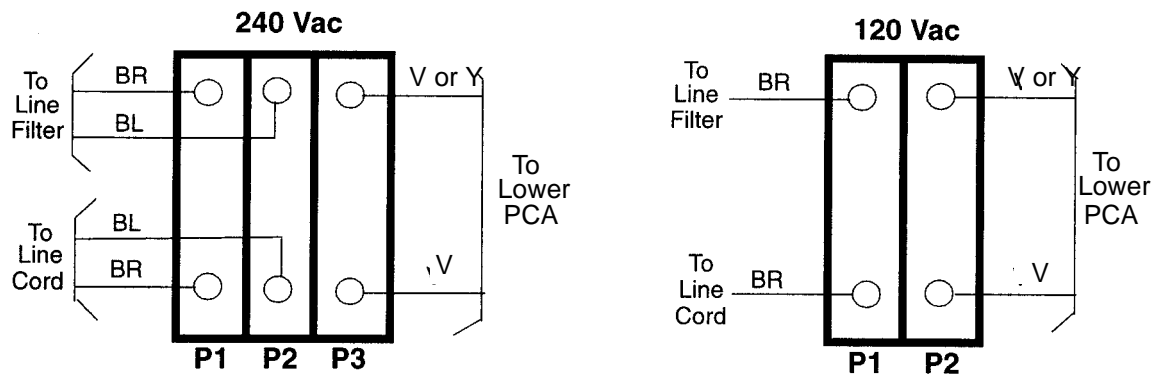 240 Vac
To
Line
Filter
BR
BL
V or Y
To
Lower
PCA
To
Line
Cord
BL
BR
V
P1 P2 P3
120 Vac
To
Line
Filter
BR
V or Y
To
Lower
PCA
To
Line
Cord
BR
V
P1 P2